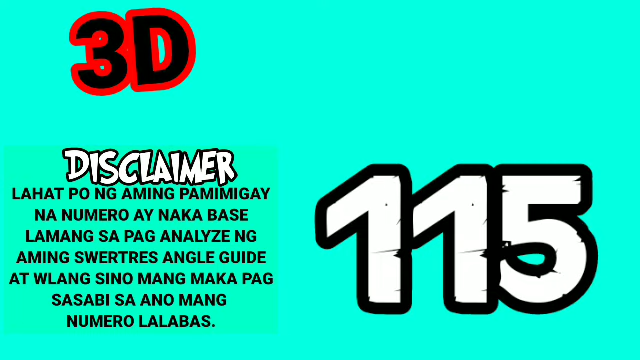 3D
DISCLAIMER
LAHAT PO NG AMING PAMIMIGAY
NA NUMERO AY NAKA BASE
LAMANG SA PAG ANALYZE NG
AMING SWERTRES ANGLE GUIDE
AT WLANG SINO MANG MAKA PAG
SASABI SA ANO MANG
NUMERO LALABAS.
115